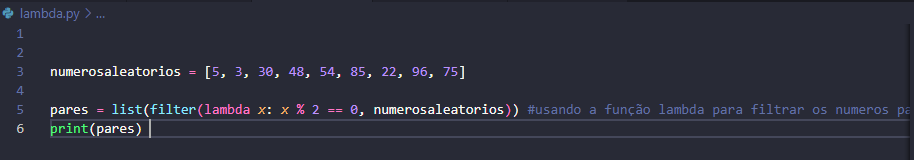 lambda.py > ...
1
2
3 numerosaleatorios = [5, 3, 30, 48, 54, 85, 22, 96, 75]
4
5 pares = list(filter(lambda x: x % 2 == 0, numerosaleatorios)) #usando a função lambda para filtrar os numeros pa
6 print(pares)